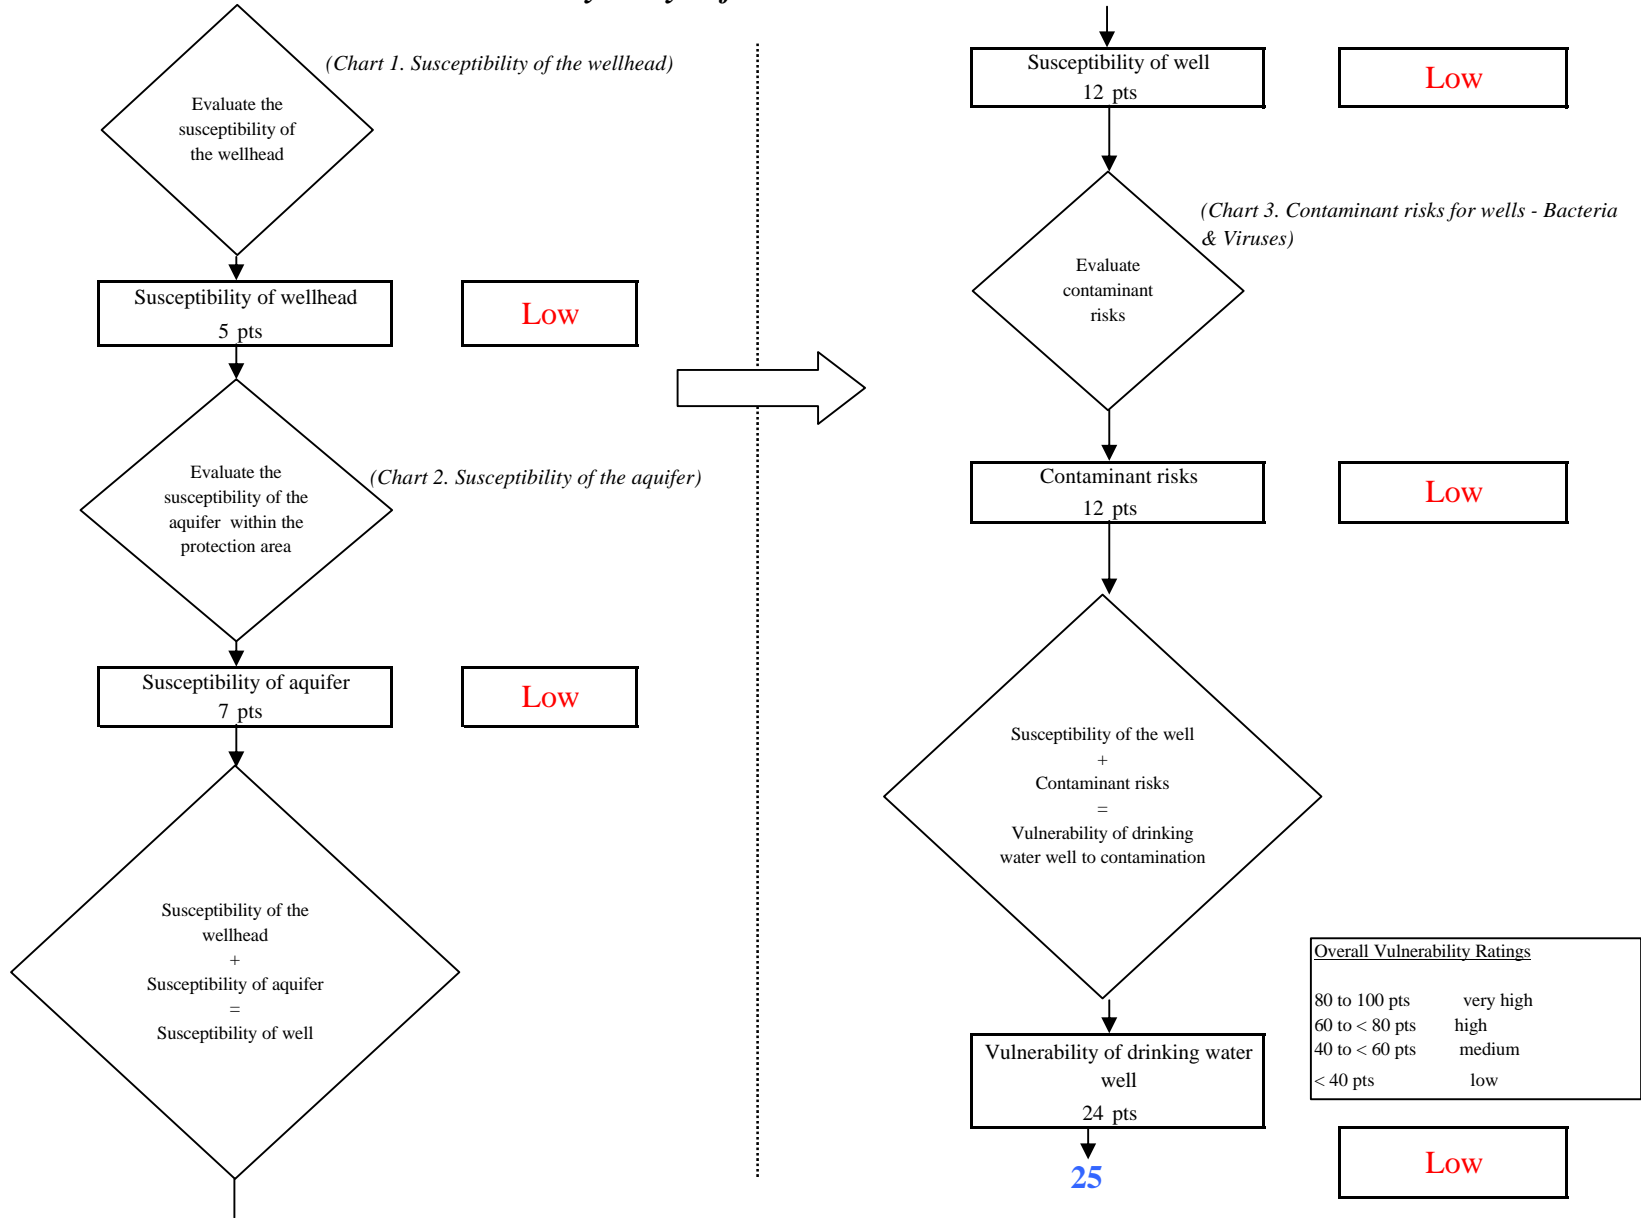 (Chart 1. Susceptibility of the wellhead)
Evaluate the
susceptibility of
the wellhead
Susceptibility of wellhead
5 pts
Low
Evaluate the
susceptibility of the
aquifer within the
protection area
(Chart 2. Susceptibility of the aquifer)
Susceptibility of aquifer
7 pts
Low
Susceptibility of the
wellhead
+
Susceptibility of aquifer
=
Susceptibility of well
Susceptibility of well
12 pts
Low
(Chart 3. Contaminant risks for wells - Bacteria
& Viruses)
Evaluate
contaminant
risks
Contaminant risks
12 pts
Low
Susceptibility of the well
+
Contaminant risks
=
Vulnerability of drinking
water well to contamination
Overall Vulnerability Ratings
80 to 100 pts very high
60 to < 80 pts high
40 to < 60 pts medium
< 40 pts low
Vulnerability of drinking water
well
24 pts
25
Low